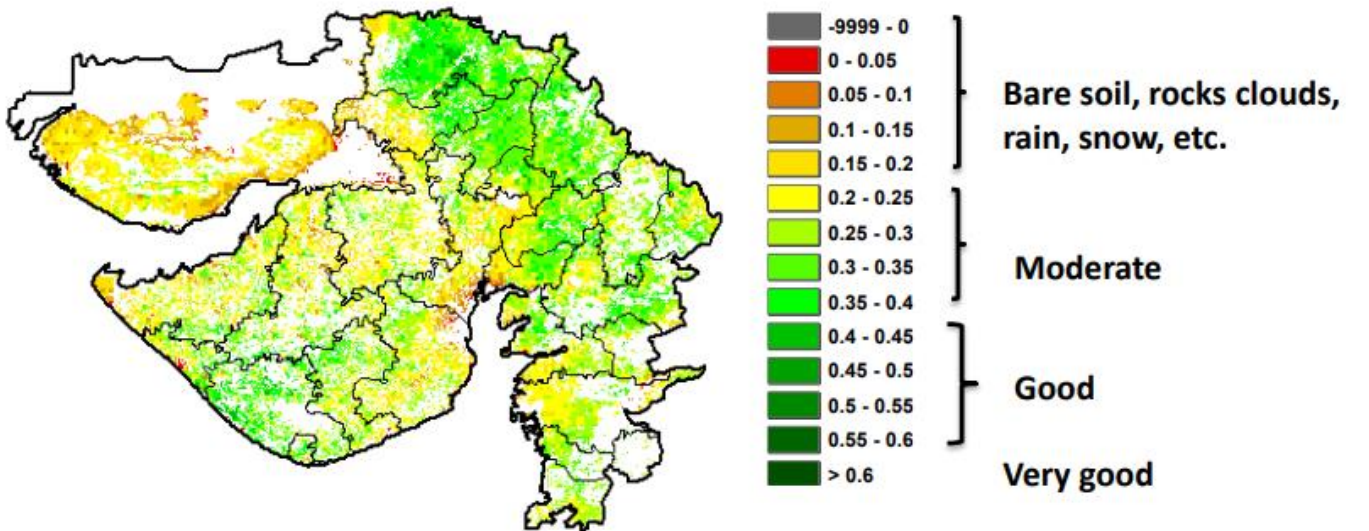 -9999 - 0
0 - 0.05
0.05 - 0.1
0.1 - 0.15
0.15 - 0.2
0.2 - 0.25
0.25 - 0.3
0.3 - 0.35
0.35 - 0.4
0.4 - 0.45
0.45 - 0.5
0.5 - 0.55
0.55 - 0.6
> 0.6
Bare soil, rocks clouds,
rain, snow, etc.
Moderate
Good
Very good